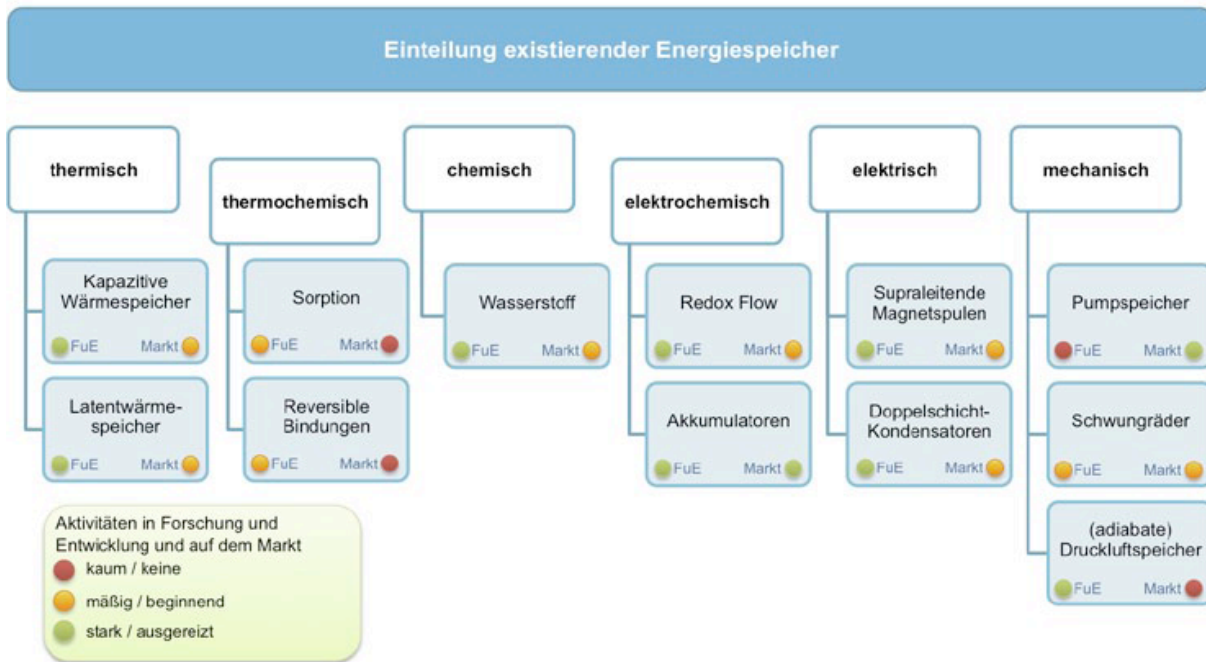 Einteilung existierender Energiespeicher
thermisch
Kapazitive
Wärmespeicher
FuE Markt
Latentwärme-
speicher
FuE Markt
thermochemisch
Sorption
FuE Markt
Reversible
Bindungen
FuE Markt
chemisch
Wasserstoff
FuE Markt
elektrochemisch
Redox Flow
FuE Markt
Akkumulatoren
FuE Markt
elektrisch
Supraleitende
Magnetspulen
FuE Markt
Doppelschicht-
Kondensatoren
FuE Markt
mechanisch
Pumpspeicher
FuE Markt
Schwungräder
FuE Markt
(adiabate)
Druckluftspeicher
FuE Markt
Aktivitäten in Forschung und
Entwicklung und auf dem Markt
kaum / keine
mäßig / beginnend
stark / ausgereizt